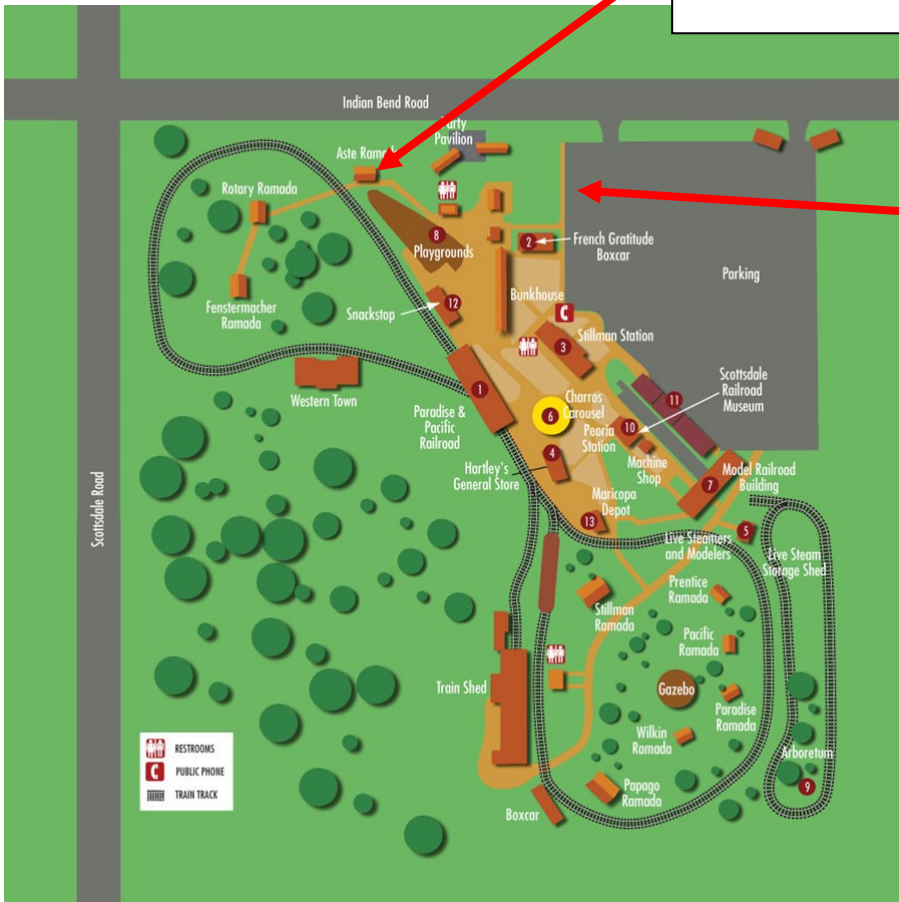 Indian Bend Road
Pavilion
Aste
Rotary Ramada
8
Playgrounds
2
French Gratitude
Boxcar
Parking
Fenstermacher
Ramada
Snackstop
12
Bunkhouse
C
Stillman Station
3
Western Town
1
Paradise &
Pacific
Railroad
Scottsdale
Railroad
Museum
11
Charros
Carousel
6
Peoria
Station
10
4
Hartley's
General Store
Machine
Shop
Model Railroad
Building
7
Maricopa
Depot
13
Live Steamers
and Modelers
5
Live Steam
Storage Shed
Scottsdale Road
Stillman
Ramada
Prentice
Ramada
Pacific
Ramada
Train Shed
Gazebo
Paradise
Ramada
Wilkin
Ramada
Arboretum
9
Papago
Ramada
Boxcar
RESTROOMS
C
PUBLIC PHONE
TRAIN TRACK